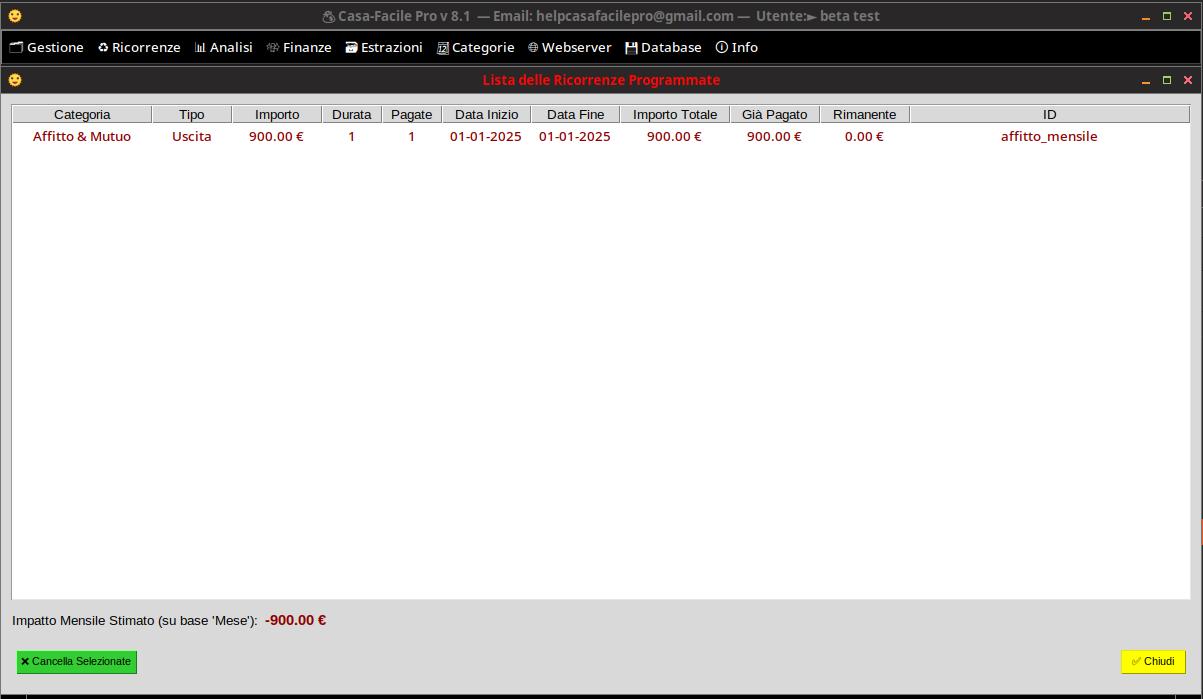 Casa-Facile Pro v 8.1 — Email: helpcasafacilepro@gmail.com — Utente:► beta test
Gestione Ricorrenze Analisi Finanze Estrazioni Categorie Webserver Database Info
Lista delle Ricorrenze Programmate
Categoria Tipo Importo Durata Pagate Data Inizio Data Fine Importo Totale Già Pagato Rimanente ID
Affitto & Mutuo Uscita 900.00 € 1 1 01-01-2025 01-01-2025 900.00 € 900.00 € 0.00 € affitto_mensile
Impatto Mensile Stimato (su base 'Mese'): -900.00 €
Cancella Selezionate Chiudi